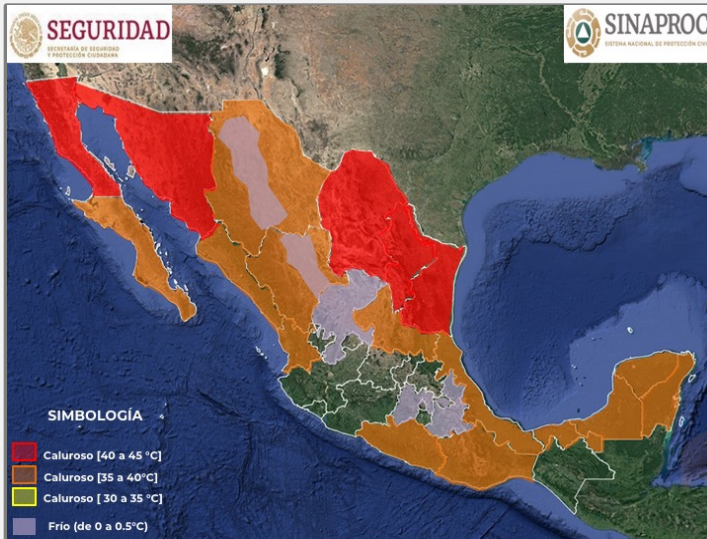 SEGURIDAD
SECRETARÍA DE SEGURIDAD
Y PROTECCIÓN CIUDADANA
SINAPROC
SISTEMA NACIONAL DE PROTECCIÓN CIVI
SIMBOLOGÍA
Caluroso [40 a 45 °C]
Caluroso [35 a 40°C]
Caluroso [ 30 a 35 °C]
Frío (de 0 a 0.5°C)